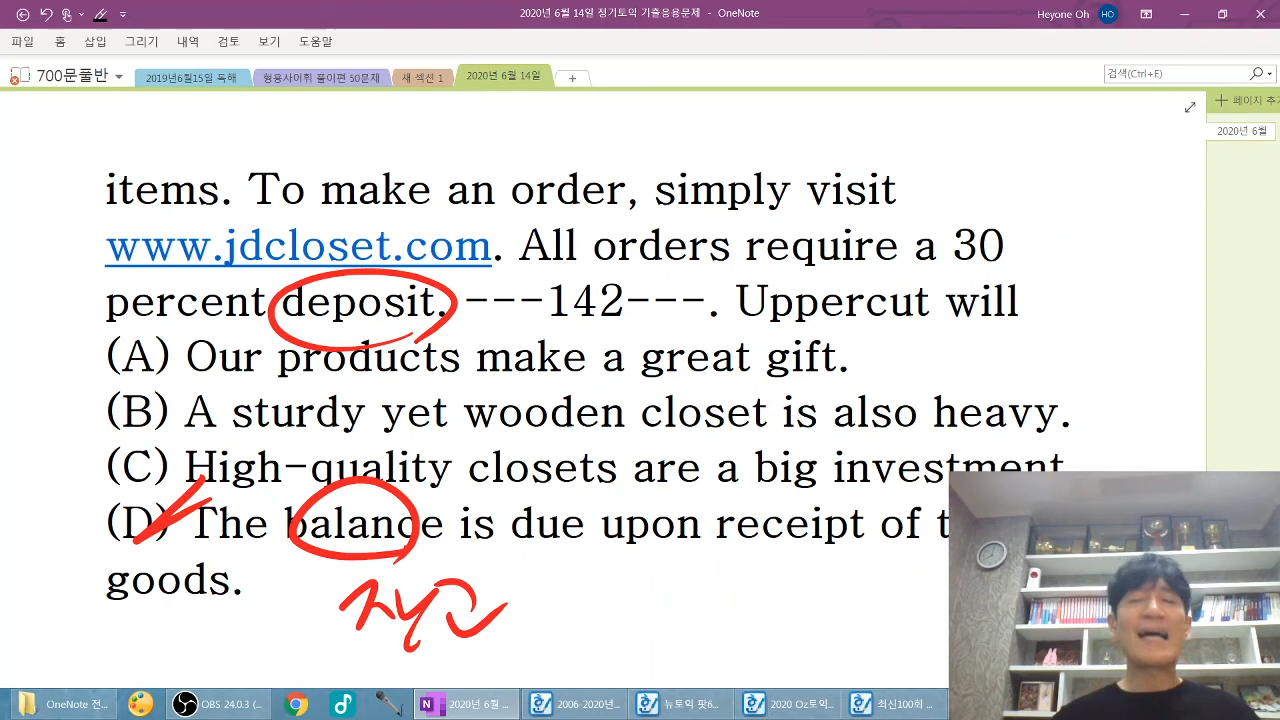 2020년 6월 14일 정기토익 기출응용문제 - OneNote
Heyone Oh HO
파일 홈 삽입 그리기 내역 검토 보기 도움말
700문풀반 2019년6월15일 독해 형용사어휘 풀이편 50문제 새 섹션 1 2020년 6월 14일 +
검색(Ctrl+E)
페이지 추가
2020년 6월
items. To make an order, simply visit
www.jdcloset.com. All orders require a 30
percent deposit. ---142---. Uppercut will
(A) Our products make a great gift.
(B) A sturdy yet wooden closet is also heavy.
(C) High-quality closets are a big investment
(D) The balance is due upon receipt of t
goods.
잔금
OneNote 전... OBS 24.0.3 (... 2020년 6월 ... 2006-2020년... 뉴토익 팟6... 2020 Oz토익... 최신100회 ...